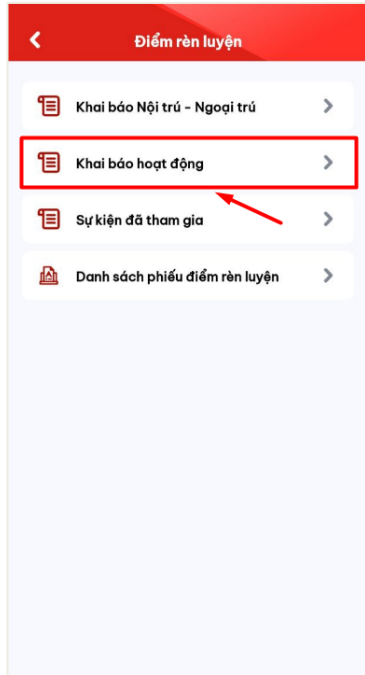 Điểm rèn luyện
Khai báo Nội trú - Ngoại trú
Khai báo hoạt động
Sự kiện đã tham gia
Danh sách phiếu điểm rèn luyện